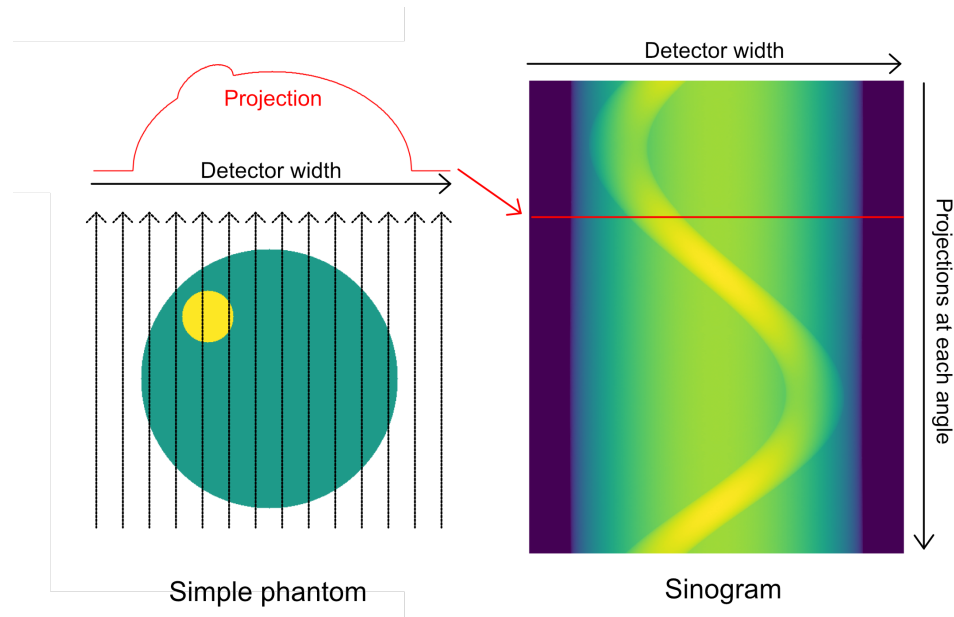 Projection
Detector width
Simple phantom
Detector width
Projections at each angle
Sinogram